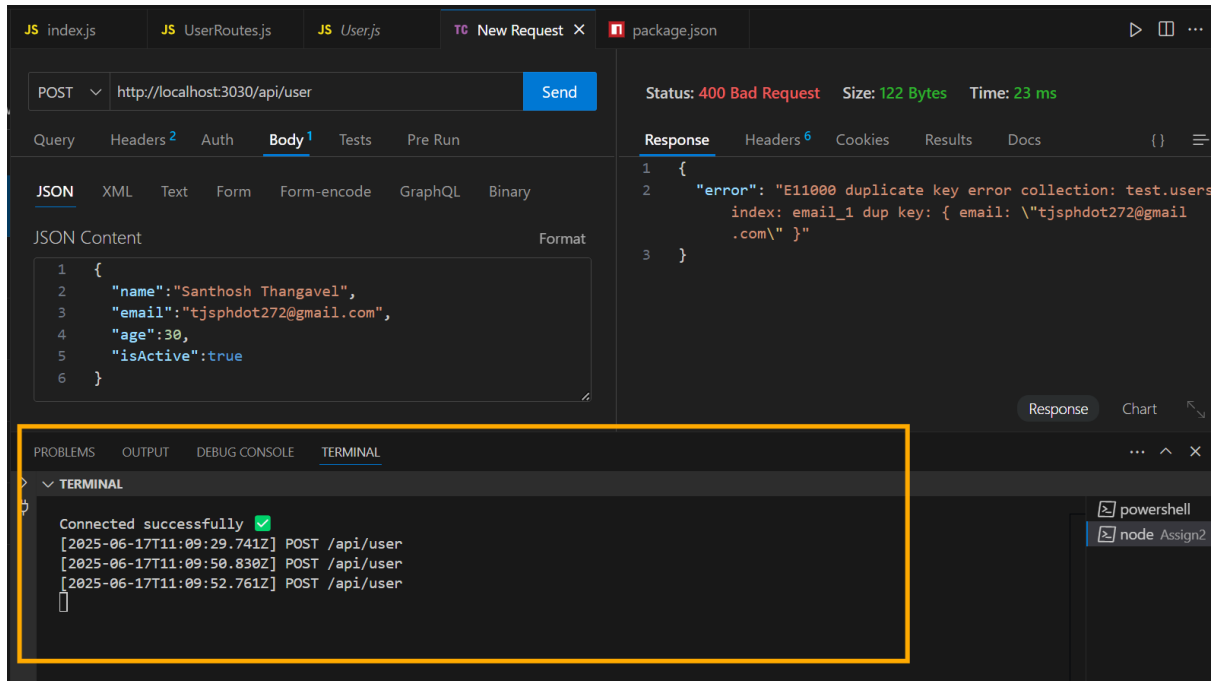 JS index.js JS UserRoutes.js JS User.js TC New Request × n package.json ...
POST http://localhost:3030/api/user Send
Query Headers 2 Auth Body 1 Tests Pre Run
JSON XML Text Form Form-encode GraphQL Binary
JSON Content Format
1 {
2 "name":"Santhosh Thangavel",
3 "email":"tjsphdot272@gmail.com",
4 "age":30,
5 "isActive":true
6 }
Status: 400 Bad Request Size: 122 Bytes Time: 23 ms
Response Headers 6 Cookies Results Docs { }
1 {
2 "error": "E11000 duplicate key error collection: test.users
index: email_1 dup key: { email: \"tjsphdot272@gmail
.com\" }"
3 }
Response Chart
PROBLEMS OUTPUT DEBUG CONSOLE TERMINAL ...
TERMINAL
Connected successfully ✅
[2025-06-17T11:09:29.741Z] POST /api/user
[2025-06-17T11:09:50.830Z] POST /api/user
[2025-06-17T11:09:52.761Z] POST /api/user
powershell
node Assign2